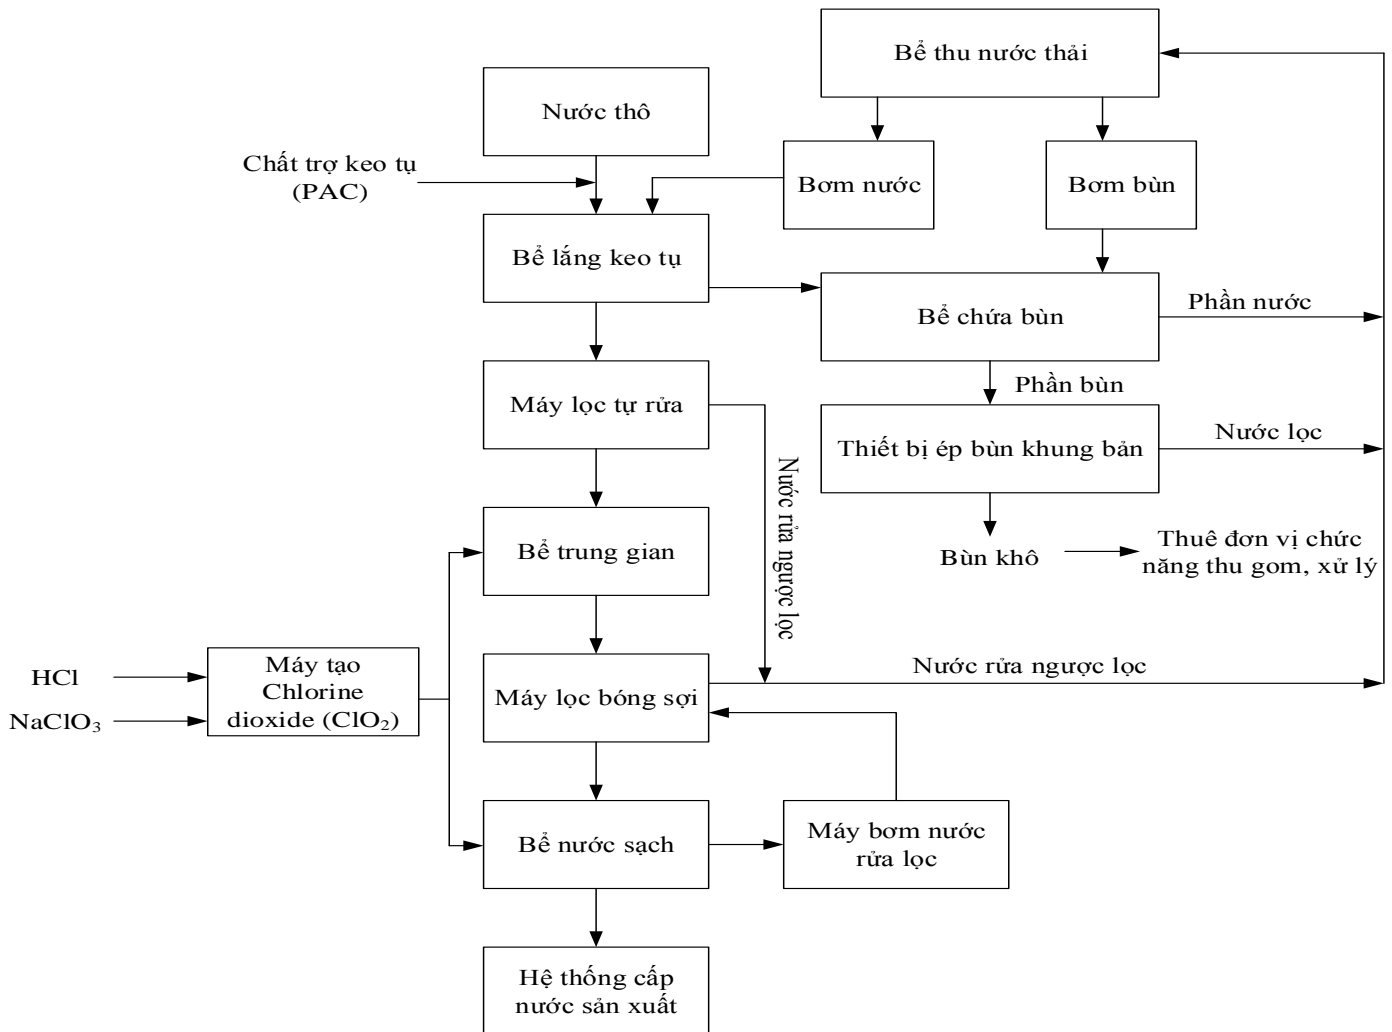 Bể thu nước thải
Nước thô
Chất trợ keo tụ
(PAC)
Bơm nước
Bơm bùn
Bể lắng keo tụ
Bể chứa bùn
Phần nước
Phần bùn
Máy lọc tự rửa
Thiết bị ép bùn khung bản
Nước lọc
Nước rửa ngược lọc
Bể trung gian
Bùn khô
Thuê đơn vị chức
năng thu gom, xử lý
HCl
NaClO₃
Máy tạo
Chlorine
dioxide (ClO₂)
Máy lọc bóng sợi
Nước rửa ngược lọc
Bể nước sạch
Máy bơm nước
rửa lọc
Hệ thống cấp
nước sản xuất